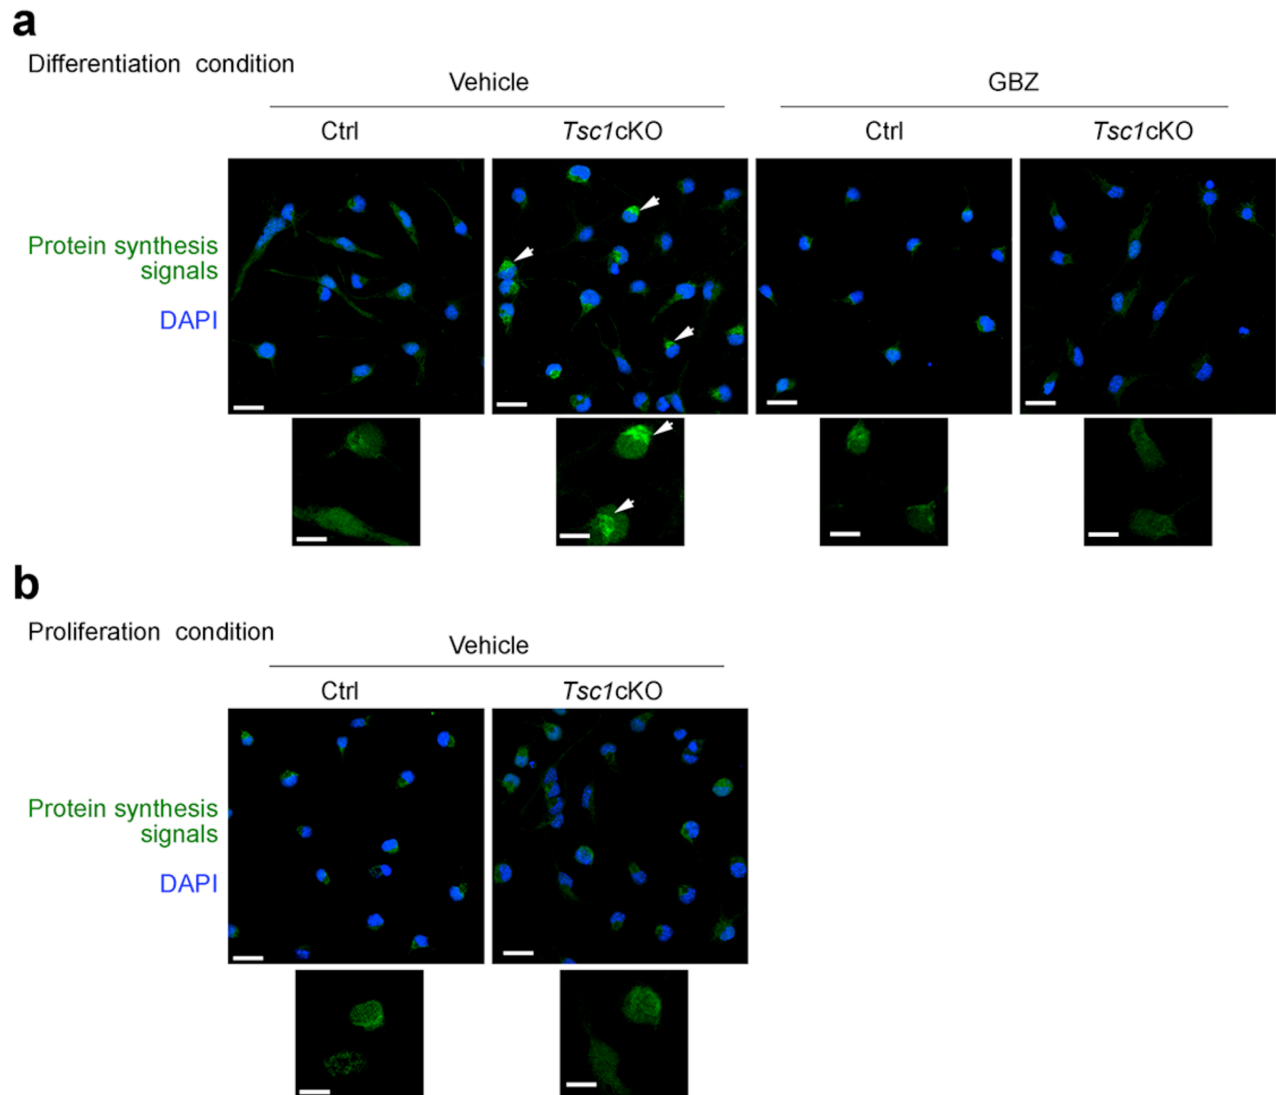 a
Differentiation condition
Vehicle
GBZ
Ctrl
Tsc1cKO
Ctrl
Tsc1cKO
Protein synthesis
signals
DAPI
b
Proliferation condition
Vehicle
Ctrl
Tsc1cKO
Protein synthesis
signals
DAPI